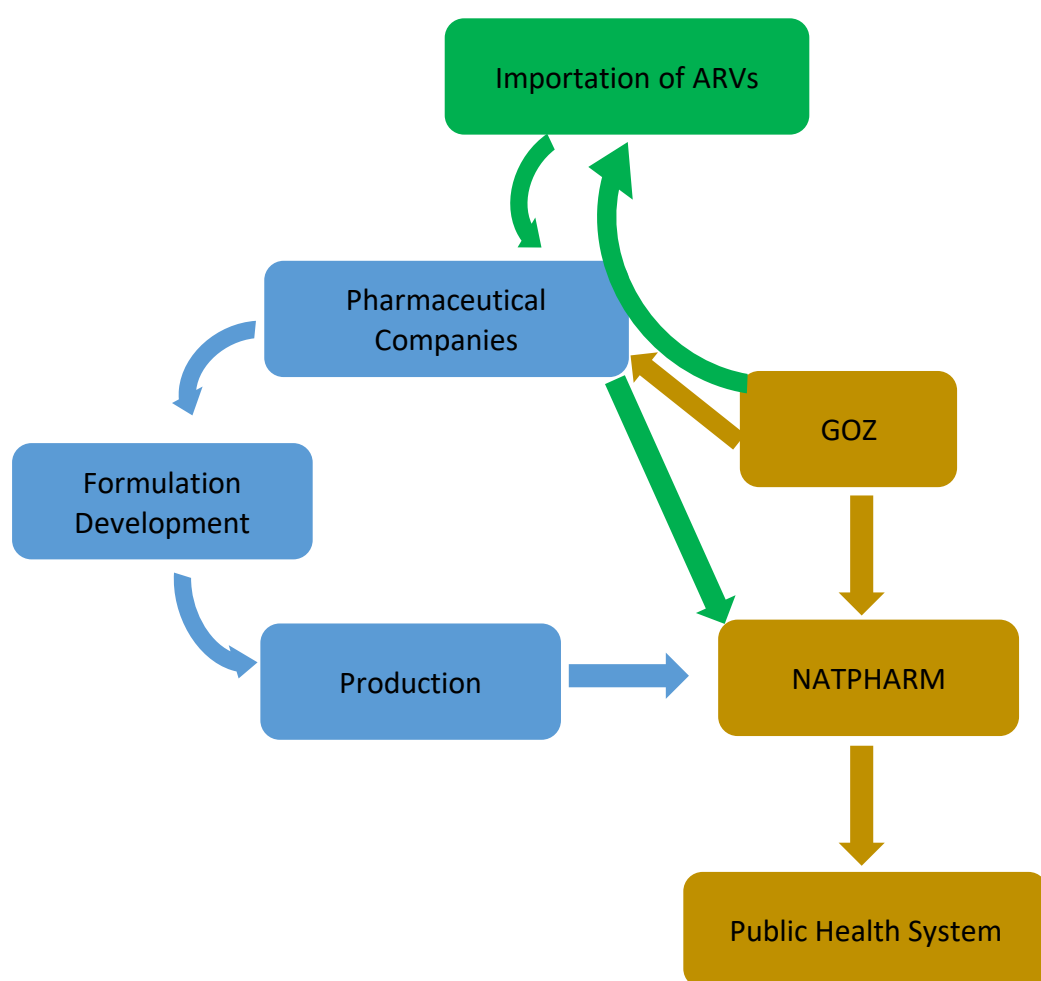 Importation of ARVs
Pharmaceutical
Companies
GOZ
Formulation
Development
Production
NATPHARM
Public Health System